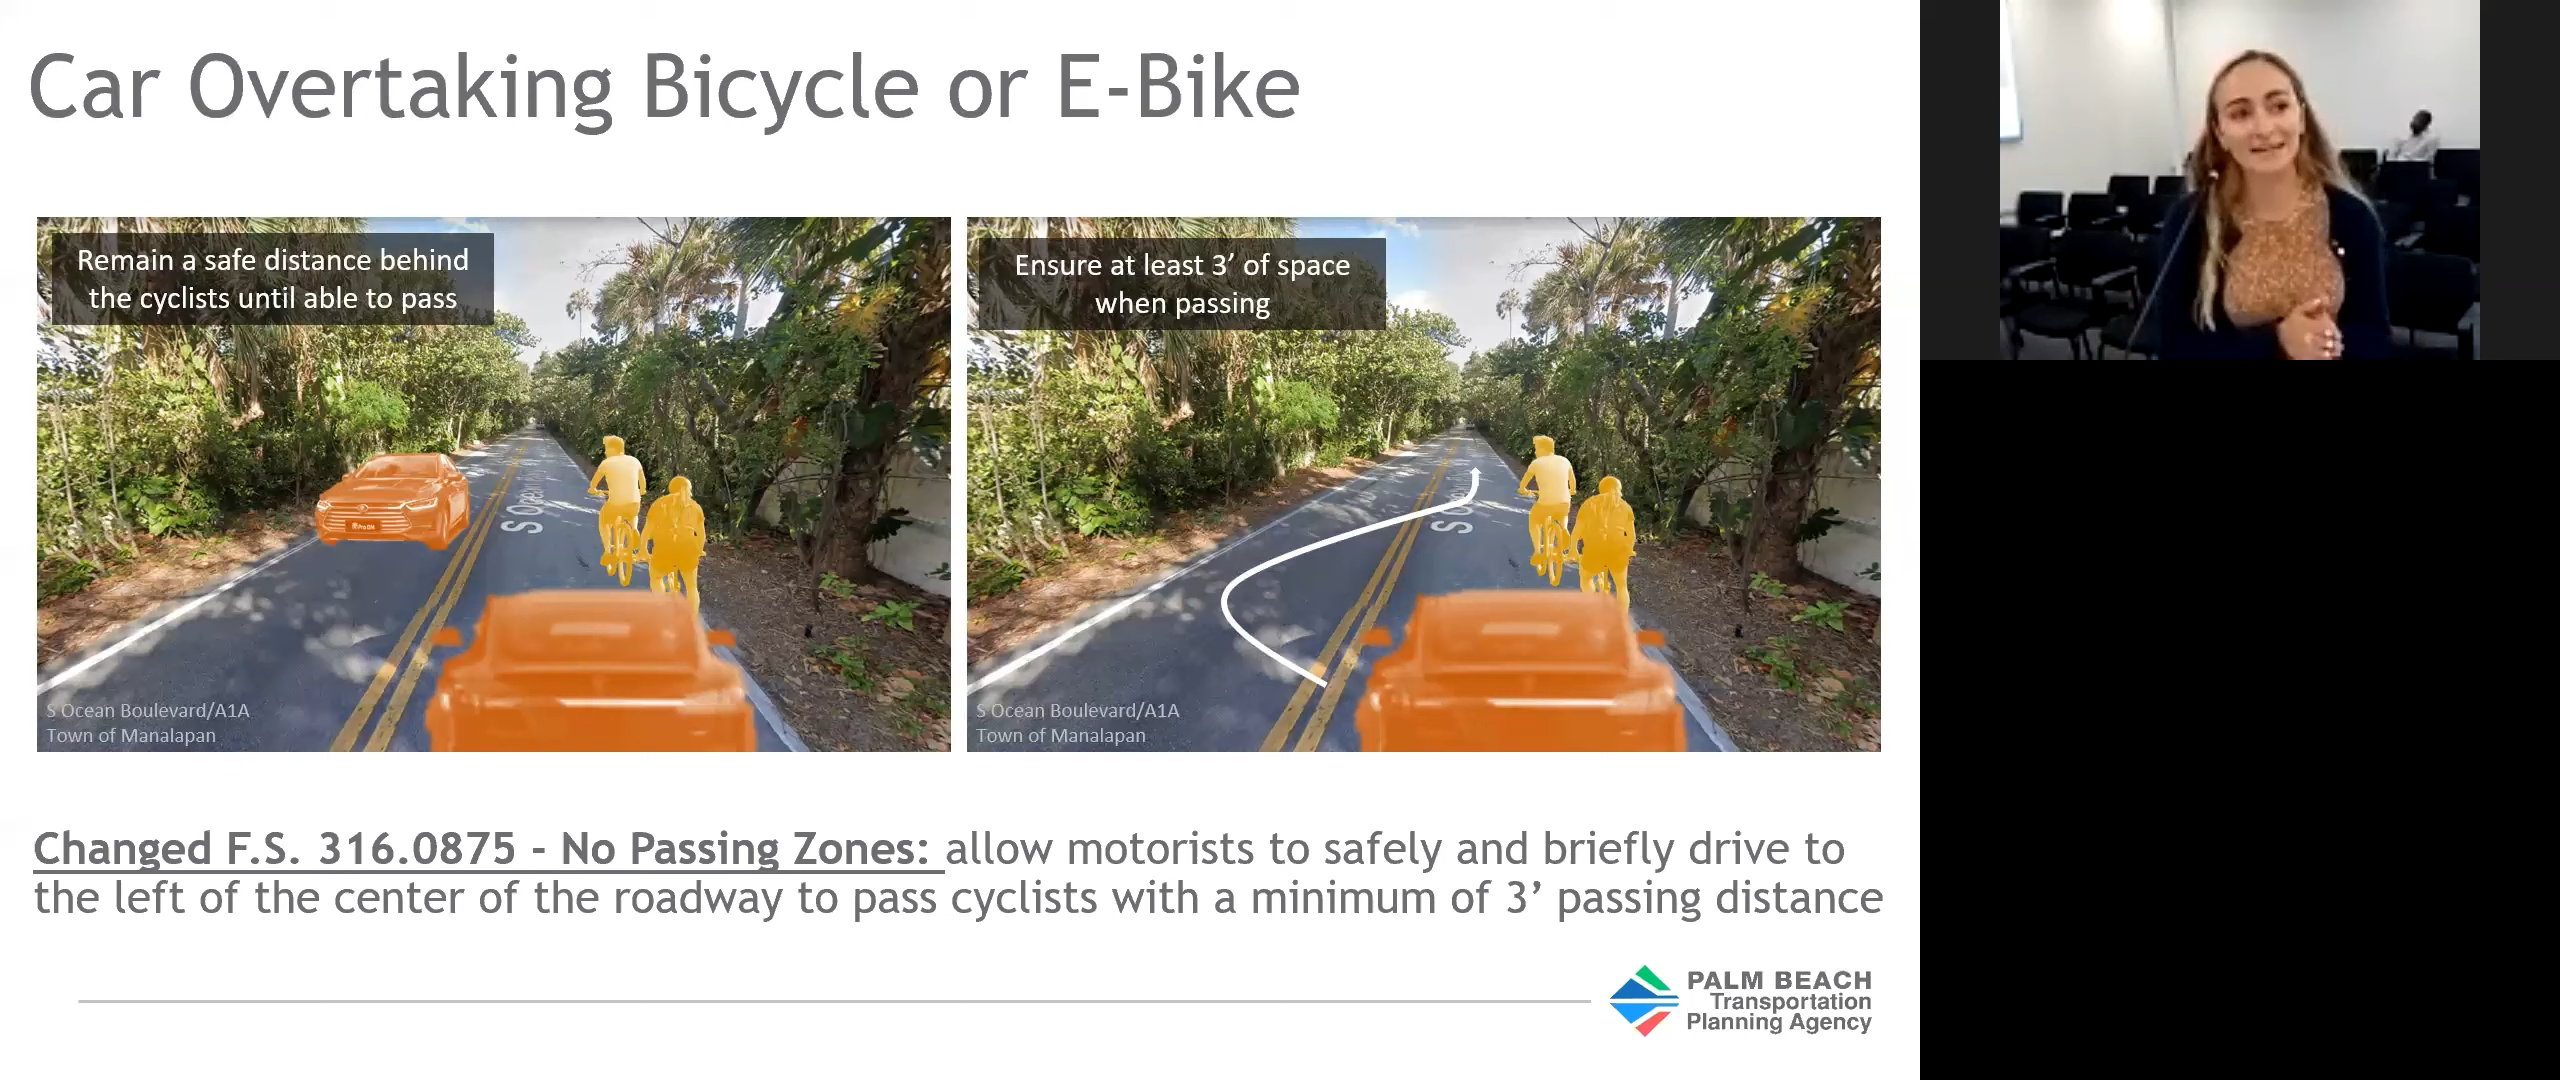 Car Overtaking Bicycle or E-Bike
Remain a safe distance behind
the cyclists until able to pass
S Ocean Boulevard/A1A
Town of Manalapan
Ensure at least 3’ of space
when passing
S Ocean Boulevard/A1A
Town of Manalapan
Changed F.S. 316.0875 - No Passing Zones: allow motorists to safely and briefly drive to
the left of the center of the roadway to pass cyclists with a minimum of 3’ passing distance
PALM BEACH
Transportation
Planning Agency